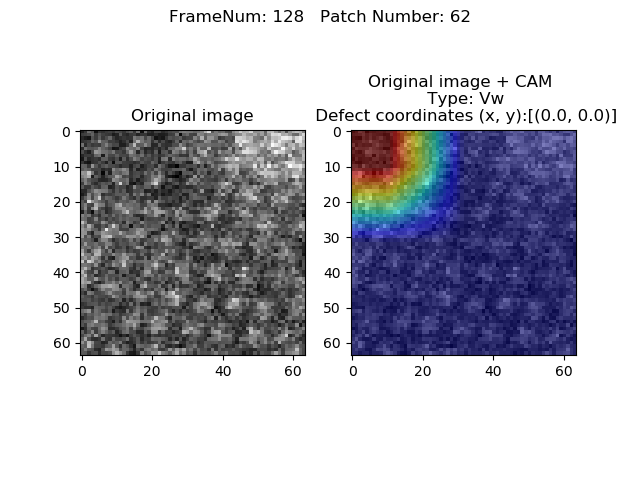 FrameNum: 128   Patch Number: 62
Original image
Original image + CAM
Type: Vw
Defect coordinates (x, y):[(0.0, 0.0)]
0
10
20
30
40
50
60
0 20 40 60
0
10
20
30
40
50
60
0 20 40 60